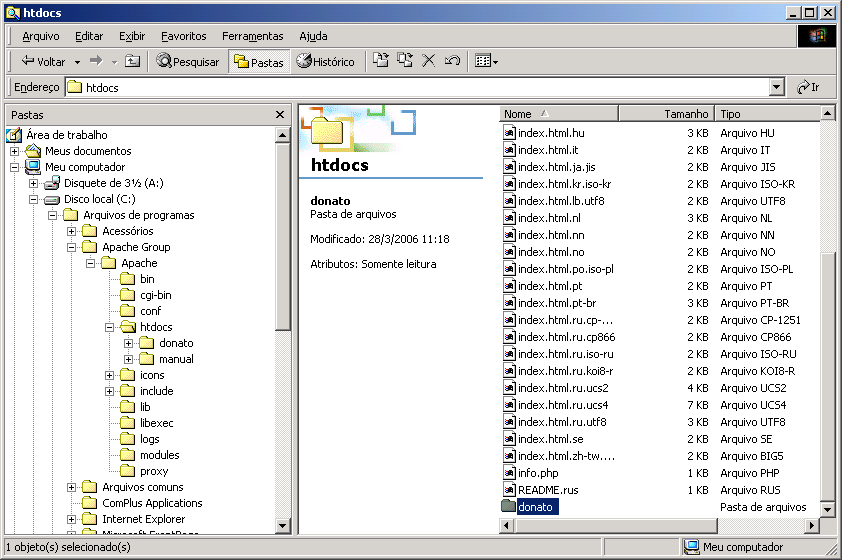 htdocs
Arquivo Editar Exibir Favoritos Ferramentas Ajuda
Voltar Pesquisar Pastas Histórico
Endereço htdocs Ir
Pastas
Área de trabalho
Meus documentos
Meu computador
Disquete de 3½ (A:)
Disco local (C:)
Arquivos de programas
Acessórios
Apache Group
Apache
bin
cgi-bin
conf
htdocs
donato
manual
icons
include
lib
libexec
logs
modules
proxy
Arquivos comuns
ComPlus Applications
Internet Explorer
Microsoft FrontPage
htdocs
donato
Pasta de arquivos
Modificado: 28/3/2006 11:18
Atributos: Somente leitura
Nome Tamanho Tipo
index.html.hu 3 KB Arquivo HU
index.html.it 2 KB Arquivo IT
index.html.ja.jis 2 KB Arquivo JIS
index.html.kr.iso-kr 2 KB Arquivo ISO-KR
index.html.lb.utf8 2 KB Arquivo UTF8
index.html.nl 3 KB Arquivo NL
index.html.nn 2 KB Arquivo NN
index.html.no 2 KB Arquivo NO
index.html.po.iso-pl 2 KB Arquivo ISO-PL
index.html.pt 2 KB Arquivo PT
index.html.pt-br 3 KB Arquivo PT-BR
index.html.ru.cp-... 2 KB Arquivo CP-1251
index.html.ru.cp866 2 KB Arquivo CP866
index.html.ru.iso-ru 2 KB Arquivo ISO-RU
index.html.ru.koi8-r 2 KB Arquivo KOI8-R
index.html.ru.ucs2 4 KB Arquivo UCS2
index.html.ru.ucs4 7 KB Arquivo UCS4
index.html.ru.utf8 3 KB Arquivo UTF8
index.html.se 2 KB Arquivo SE
index.html.zh-tw.... 2 KB Arquivo BIG5
info.php 1 KB Arquivo PHP
README.rus 1 KB Arquivo RUS
donato Pasta de arquivos
1 objeto(s) selecionado(s) Meu computador